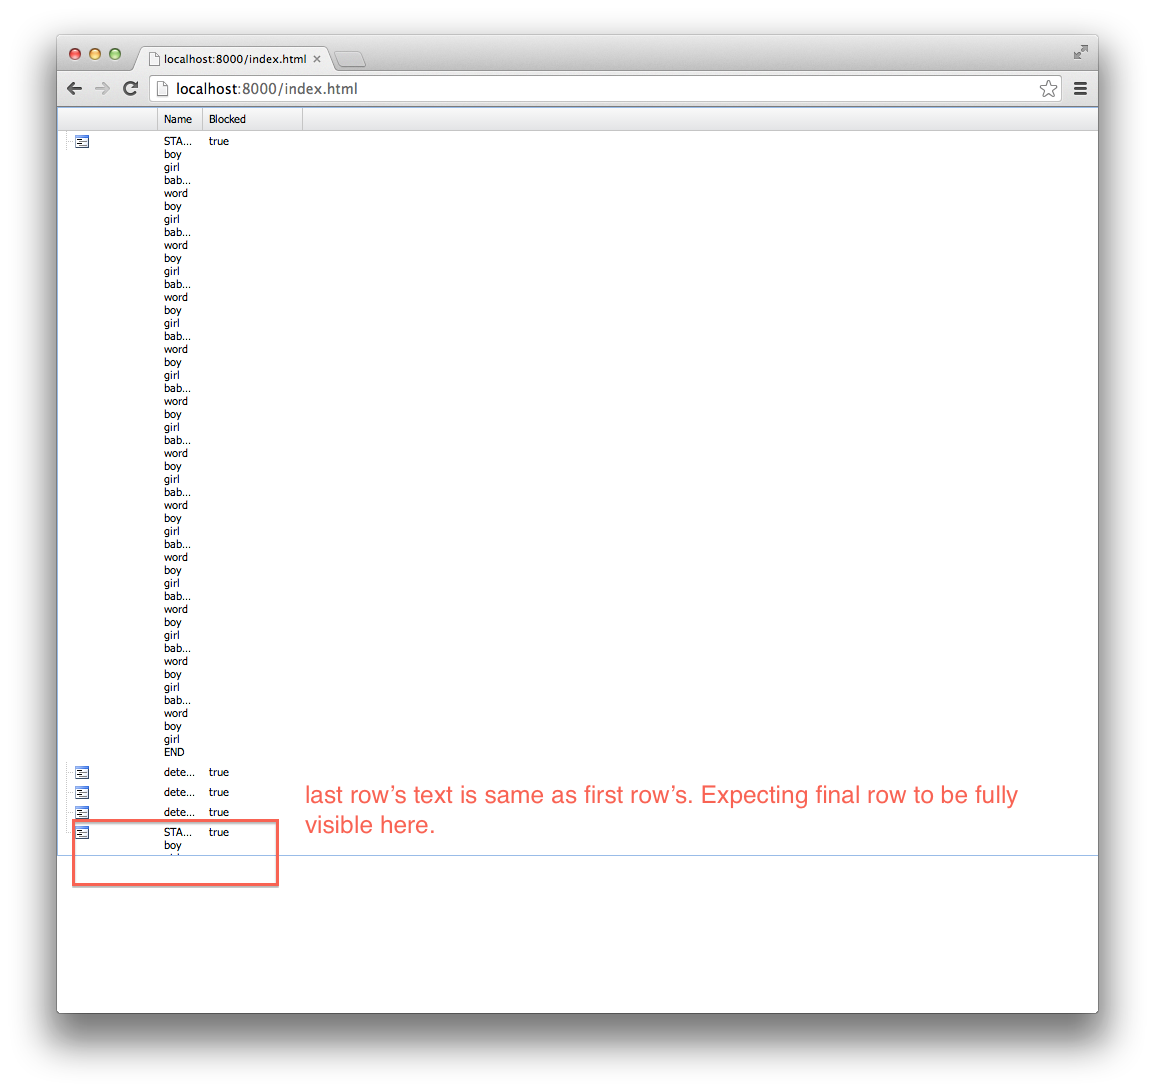 localhost:8000/index.html
localhost:8000/index.html
Name Blocked
STA... true
boy
girl
bab...
word
boy
girl
bab...
word
boy
girl
bab...
word
boy
girl
bab...
word
boy
girl
bab...
word
boy
girl
bab...
word
boy
girl
bab...
word
boy
girl
bab...
word
boy
girl
bab...
word
boy
girl
bab...
word
boy
girl
bab...
word
boy
girl
END
dete... true
dete... true
dete... true
STA... true
boy
last row's text is same as first row's. Expecting final row to be fully
visible here.